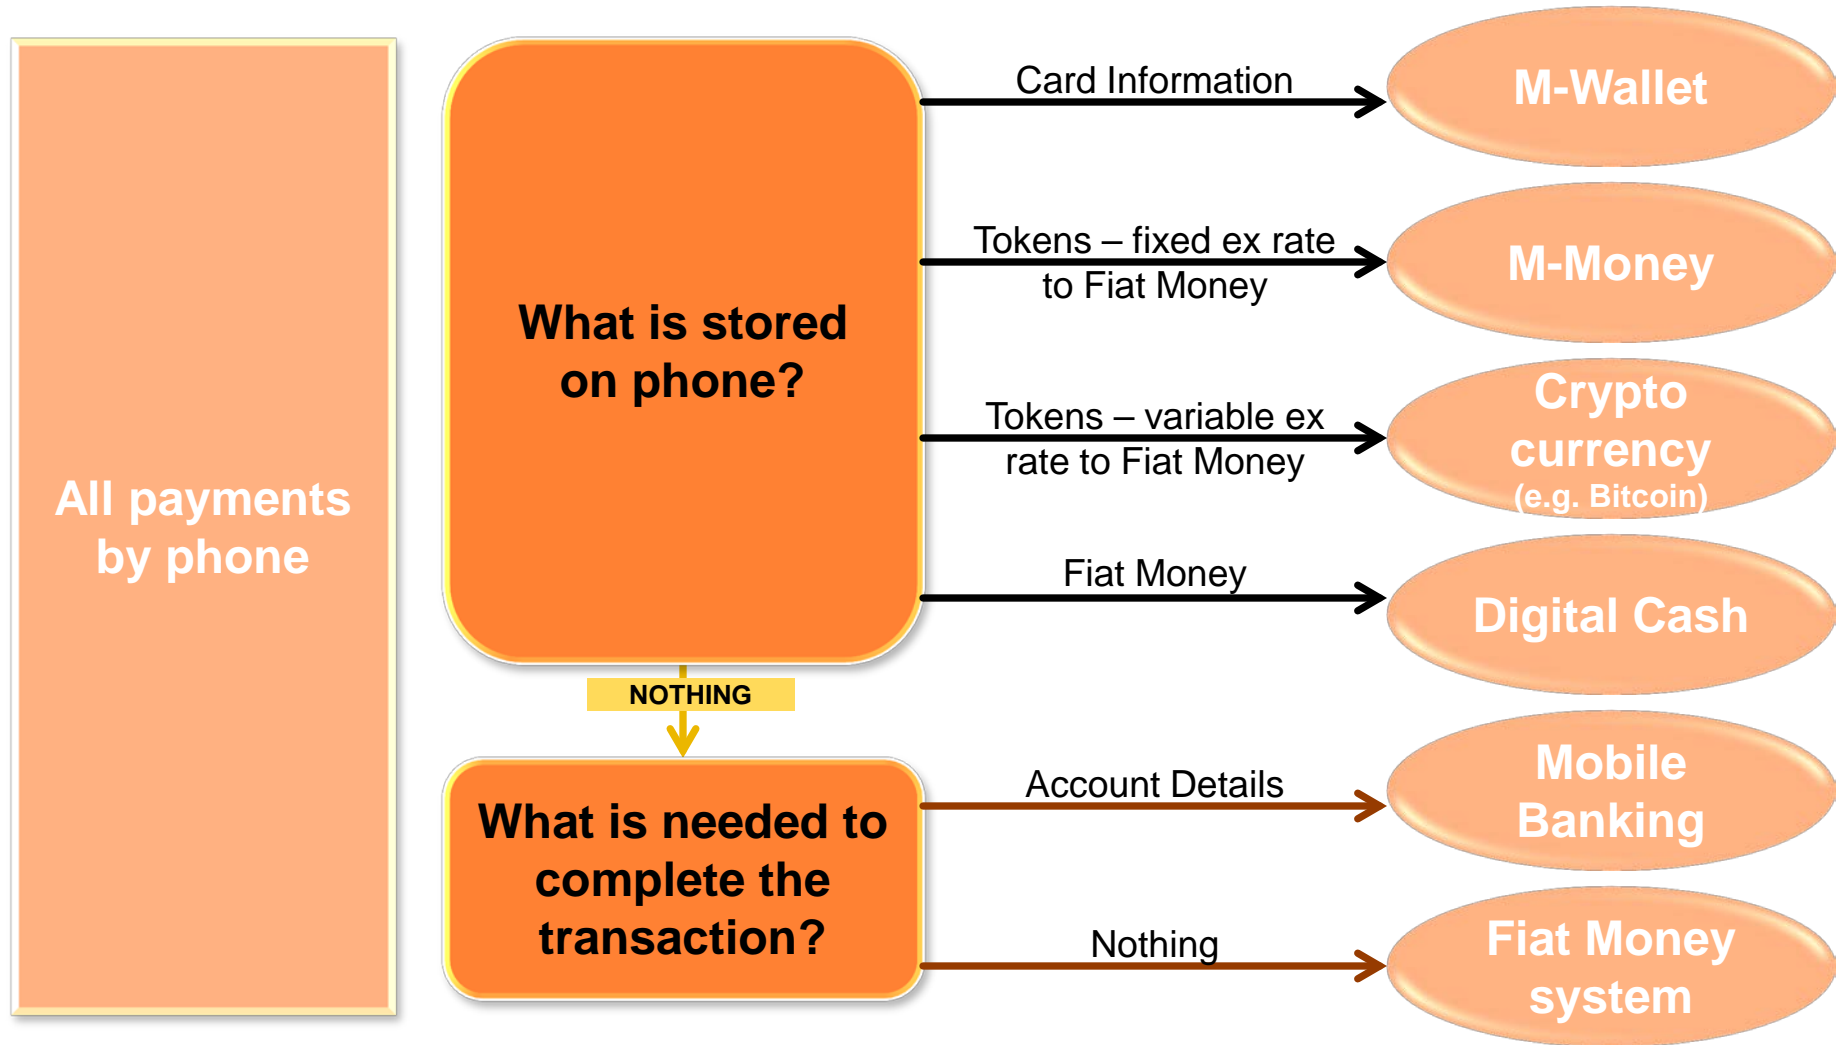 All payments
by phone
What is stored
on phone?
Card Information
M-Wallet
Tokens – fixed ex rate
to Fiat Money
M-Money
Tokens – variable ex
rate to Fiat Money
Crypto
currency
(e.g. Bitcoin)
Fiat Money
Digital Cash
NOTHING
What is needed to
complete the
transaction?
Account Details
Mobile
Banking
Nothing
Fiat Money
system